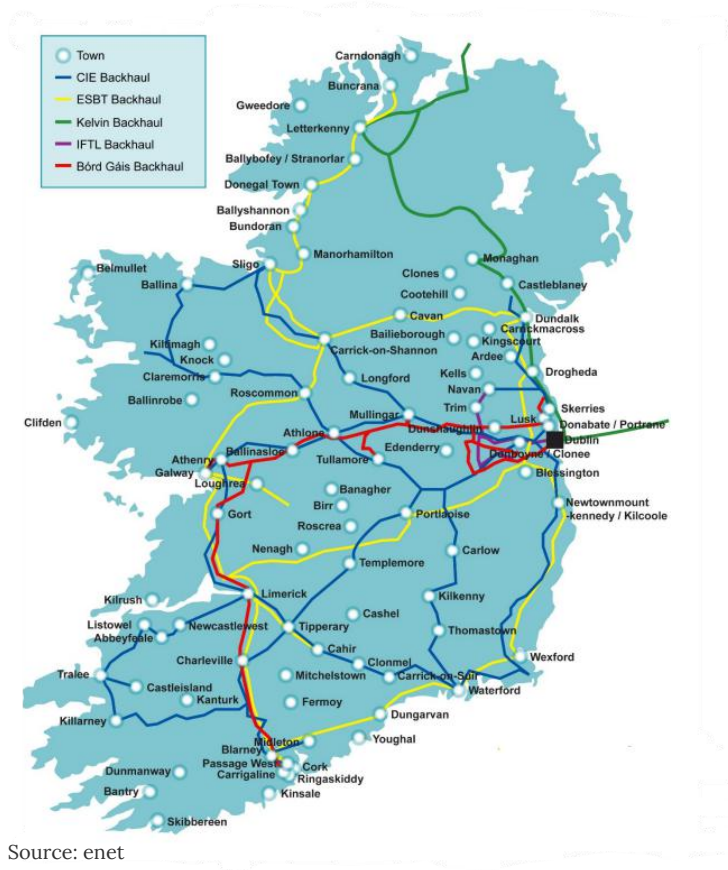 Town
CIE Backhaul
ESBT Backhaul
Kelvin Backhaul
IFTL Backhaul
Bórd Gáis Backhaul
Carndonagh
Buncrana
Gweedore
Letterkenny
Ballybofey / Stranorlar
Donegal Town
Ballyshannon
Bundoran
Manorhamilton
Sligo
Monaghan
Belmullet
Clones
Ballina
Castleblaney
Cootehill
Cavan
Dundalk
Carrickmacross
Bailieborough
Kingscourt
Kiltimagh
Carrick-on-Shannon
Knock
Ardee
Drogheda
Claremorris
Longford
Kells
Navan
Roscommon
Ballinrobe
Trim
Skerries
Mullingar
Lusk
Clifden
Donabate / Portrane
Dunshaughlin
Athlone
Dublin
Ballinasloe
Edenderry
Dunboyne / Clonee
Athenry
Tullamore
Galway
Blessington
Loughrea
Banagher
Birr
Newtownmount
-kennedy / Kilcoole
Gort
Portlaoise
Roscrea
Nenagh
Carlow
Templemore
Limerick
Kilkenny
Kilrush
Cashel
Listowel
Newcastlewest
Tipperary
Thomastown
Abbeyfeale
Cahir
Charleville
Clonmel
Wexford
Tralee
Mitchelstown
Carrick-on-Suir
Castleisland
Waterford
Kanturk
Fermoy
Killarney
Dungarvan
Midleton
Youghal
Blarney
Passage West
Cork
Dunmanway
Carrigaline
Ringaskiddy
Bantry
Kinsale
Skibbereen
Source: enet